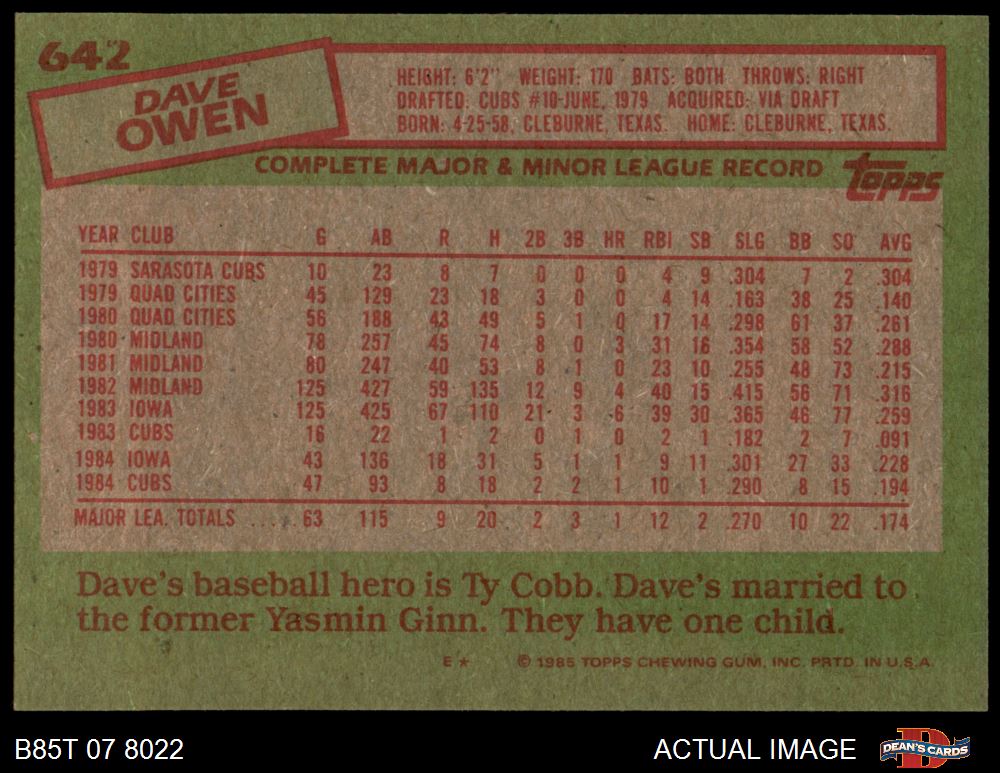 642
DAVE
OWEN
HEIGHT: 6'2" WEIGHT: 170 BATS: BOTH THROWS: RIGHT
DRAFTED: CUBS #10-JUNE, 1979 ACQUIRED: VIA DRAFT
BORN: 4-25-58, CLEBURNE, TEXAS. HOME: CLEBURNE, TEXAS.
COMPLETE MAJOR & MINOR LEAGUE RECORD topps
YEAR CLUB G AB R H 2B 3B HR RBI SB SLG BB SO AVG
1979 SARASOTA CUBS 10 23 8 7 0 0 0 4 9 .304 7 2 .304
1979 QUAD CITIES 45 129 23 18 3 0 0 4 14 .163 38 25 .140
1980 QUAD CITIES 56 188 43 49 5 1 0 17 14 .298 61 37 .261
1980 MIDLAND 78 257 45 74 8 0 3 31 16 .354 58 52 .288
1981 MIDLAND 80 247 40 53 8 1 0 23 10 .255 48 73 .215
1982 MIDLAND 125 427 59 135 12 9 4 40 15 .415 56 71 .316
1983 IOWA 125 425 67 110 21 3 6 39 30 .365 46 77 .259
1983 CUBS 16 22 1 2 0 1 0 2 1 .182 2 7 .091
1984 IOWA 43 136 18 31 5 1 1 9 11 .301 27 33 .228
1984 CUBS 47 93 8 18 2 2 1 10 1 .290 8 15 .194
MAJOR LEA. TOTALS .... 63 115 9 20 2 3 1 12 2 .270 10 22 .174
Dave's baseball hero is Ty Cobb. Dave's married to
the former Yasmin Ginn. They have one child.
E★ © 1985 TOPPS CHEWING GUM, INC. PRTD. IN U.S.A.
B85T 07 8022 ACTUAL IMAGE DEAN'S CARDS